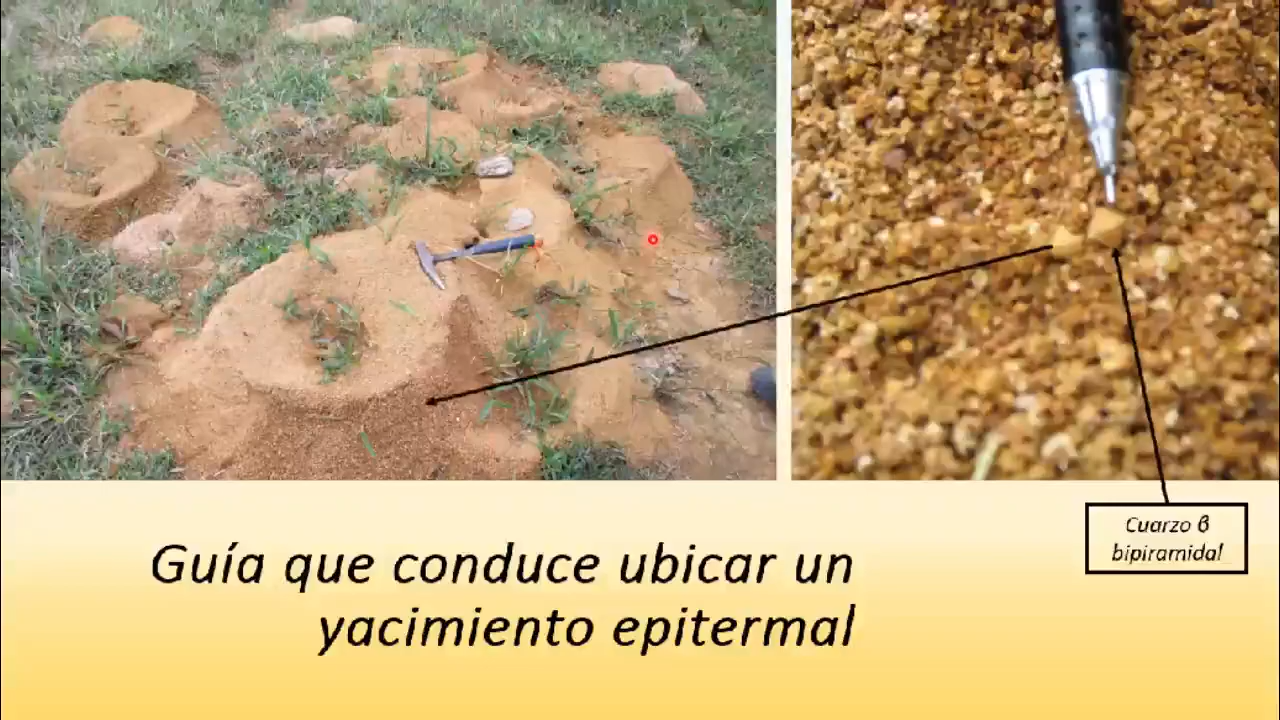 Cuarzo β
bipiramidal
Guía que conduce ubicar un
yacimiento epitermal